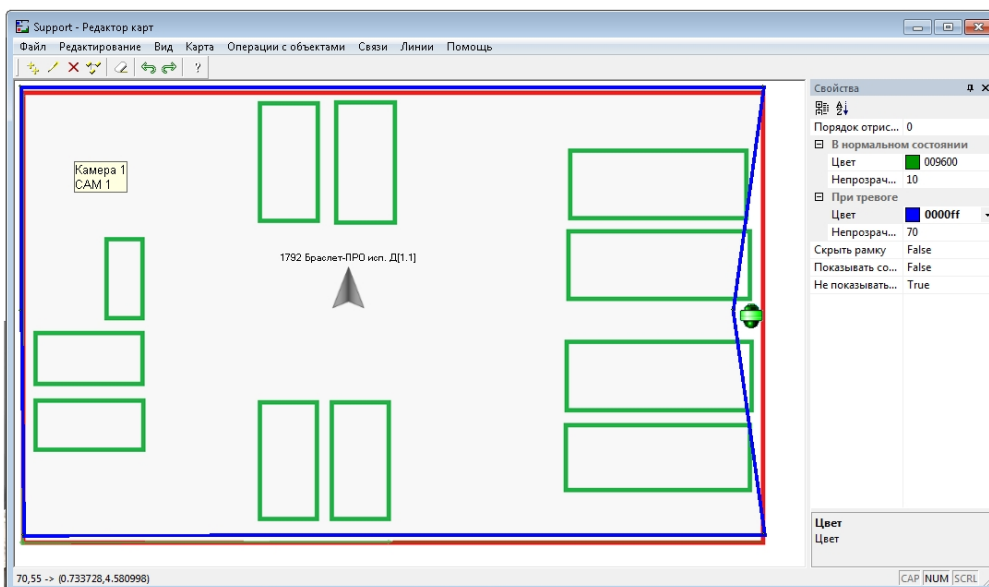 Support - Редактор карт
Файл Редактирование Вид Карта Операции с объектами Связи Линии Помощь
?
Камера 1
CAM 1
1792 Браслет-ПРО исп. Д[1.1]
Свойства
Порядок отрис... 0
В нормальном состоянии
Цвет 009600
Непрозрач... 10
При тревоге
Цвет 0000ff
Непрозрач... 70
Скрыть рамку False
Показывать со... False
Не показывать... True
Цвет
Цвет
70,55 -> (0.733728,4.580998)
CAP NUM SCRL